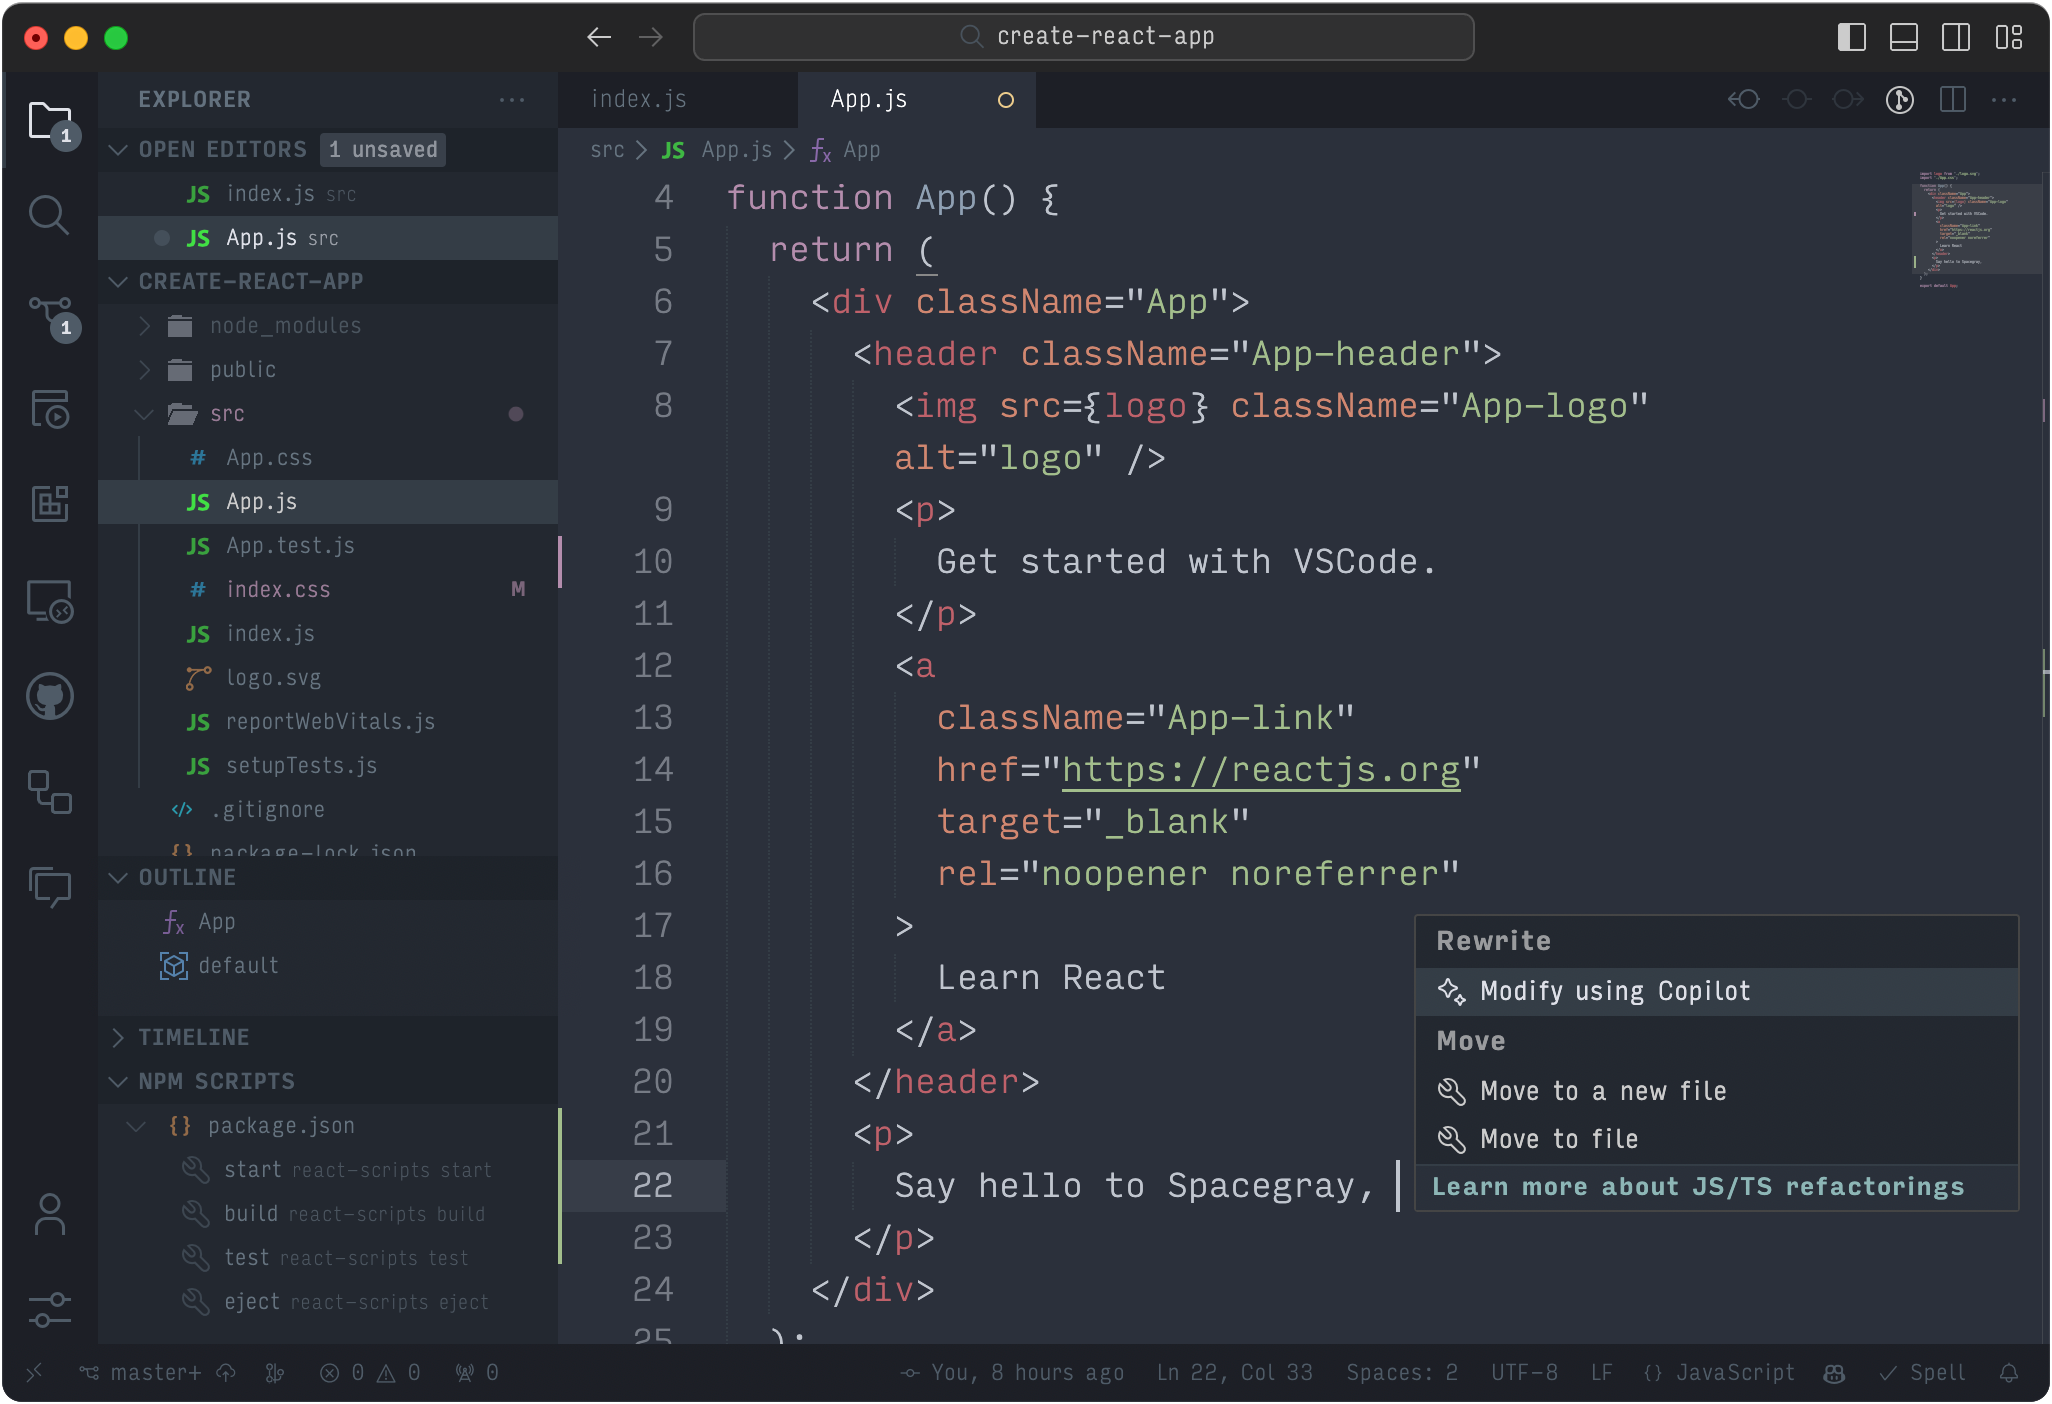 create-react-app
EXPLORER
OPEN EDITORS 1 unsaved
JS index.js src
JS App.js src
CREATE-REACT-APP
node_modules
public
src
# App.css
JS App.js
JS App.test.js
# index.css M
JS index.js
logo.svg
JS reportWebVitals.js
JS setupTests.js
</> .gitignore
{} package-lock.json
OUTLINE
App
default
TIMELINE
NPM SCRIPTS
{} package.json
start react-scripts start
build react-scripts build
test react-scripts test
eject react-scripts eject
1
1
index.js App.js
src > JS App.js > fx App
4 function App() {
5 return (
6 <div className="App">
7 <header className="App-header">
8 <img src={logo} className="App-logo"
alt="logo" />
9 <p>
10 Get started with VSCode.
11 </p>
12 <a
13 className="App-link"
14 href="https://reactjs.org"
15 target="_blank"
16 rel="noopener noreferrer"
17 >
18 Learn React
19 </a>
20 </header>
21 <p>
22 Say hello to Spacegray,
23 </p>
24 </div>
25 );
Rewrite
Modify using Copilot
Move
Move to a new file
Move to file
Learn more about JS/TS refactorings
master+ 0 0 0 You, 8 hours ago Ln 22, Col 33 Spaces: 2 UTF-8 LF {} JavaScript Spell